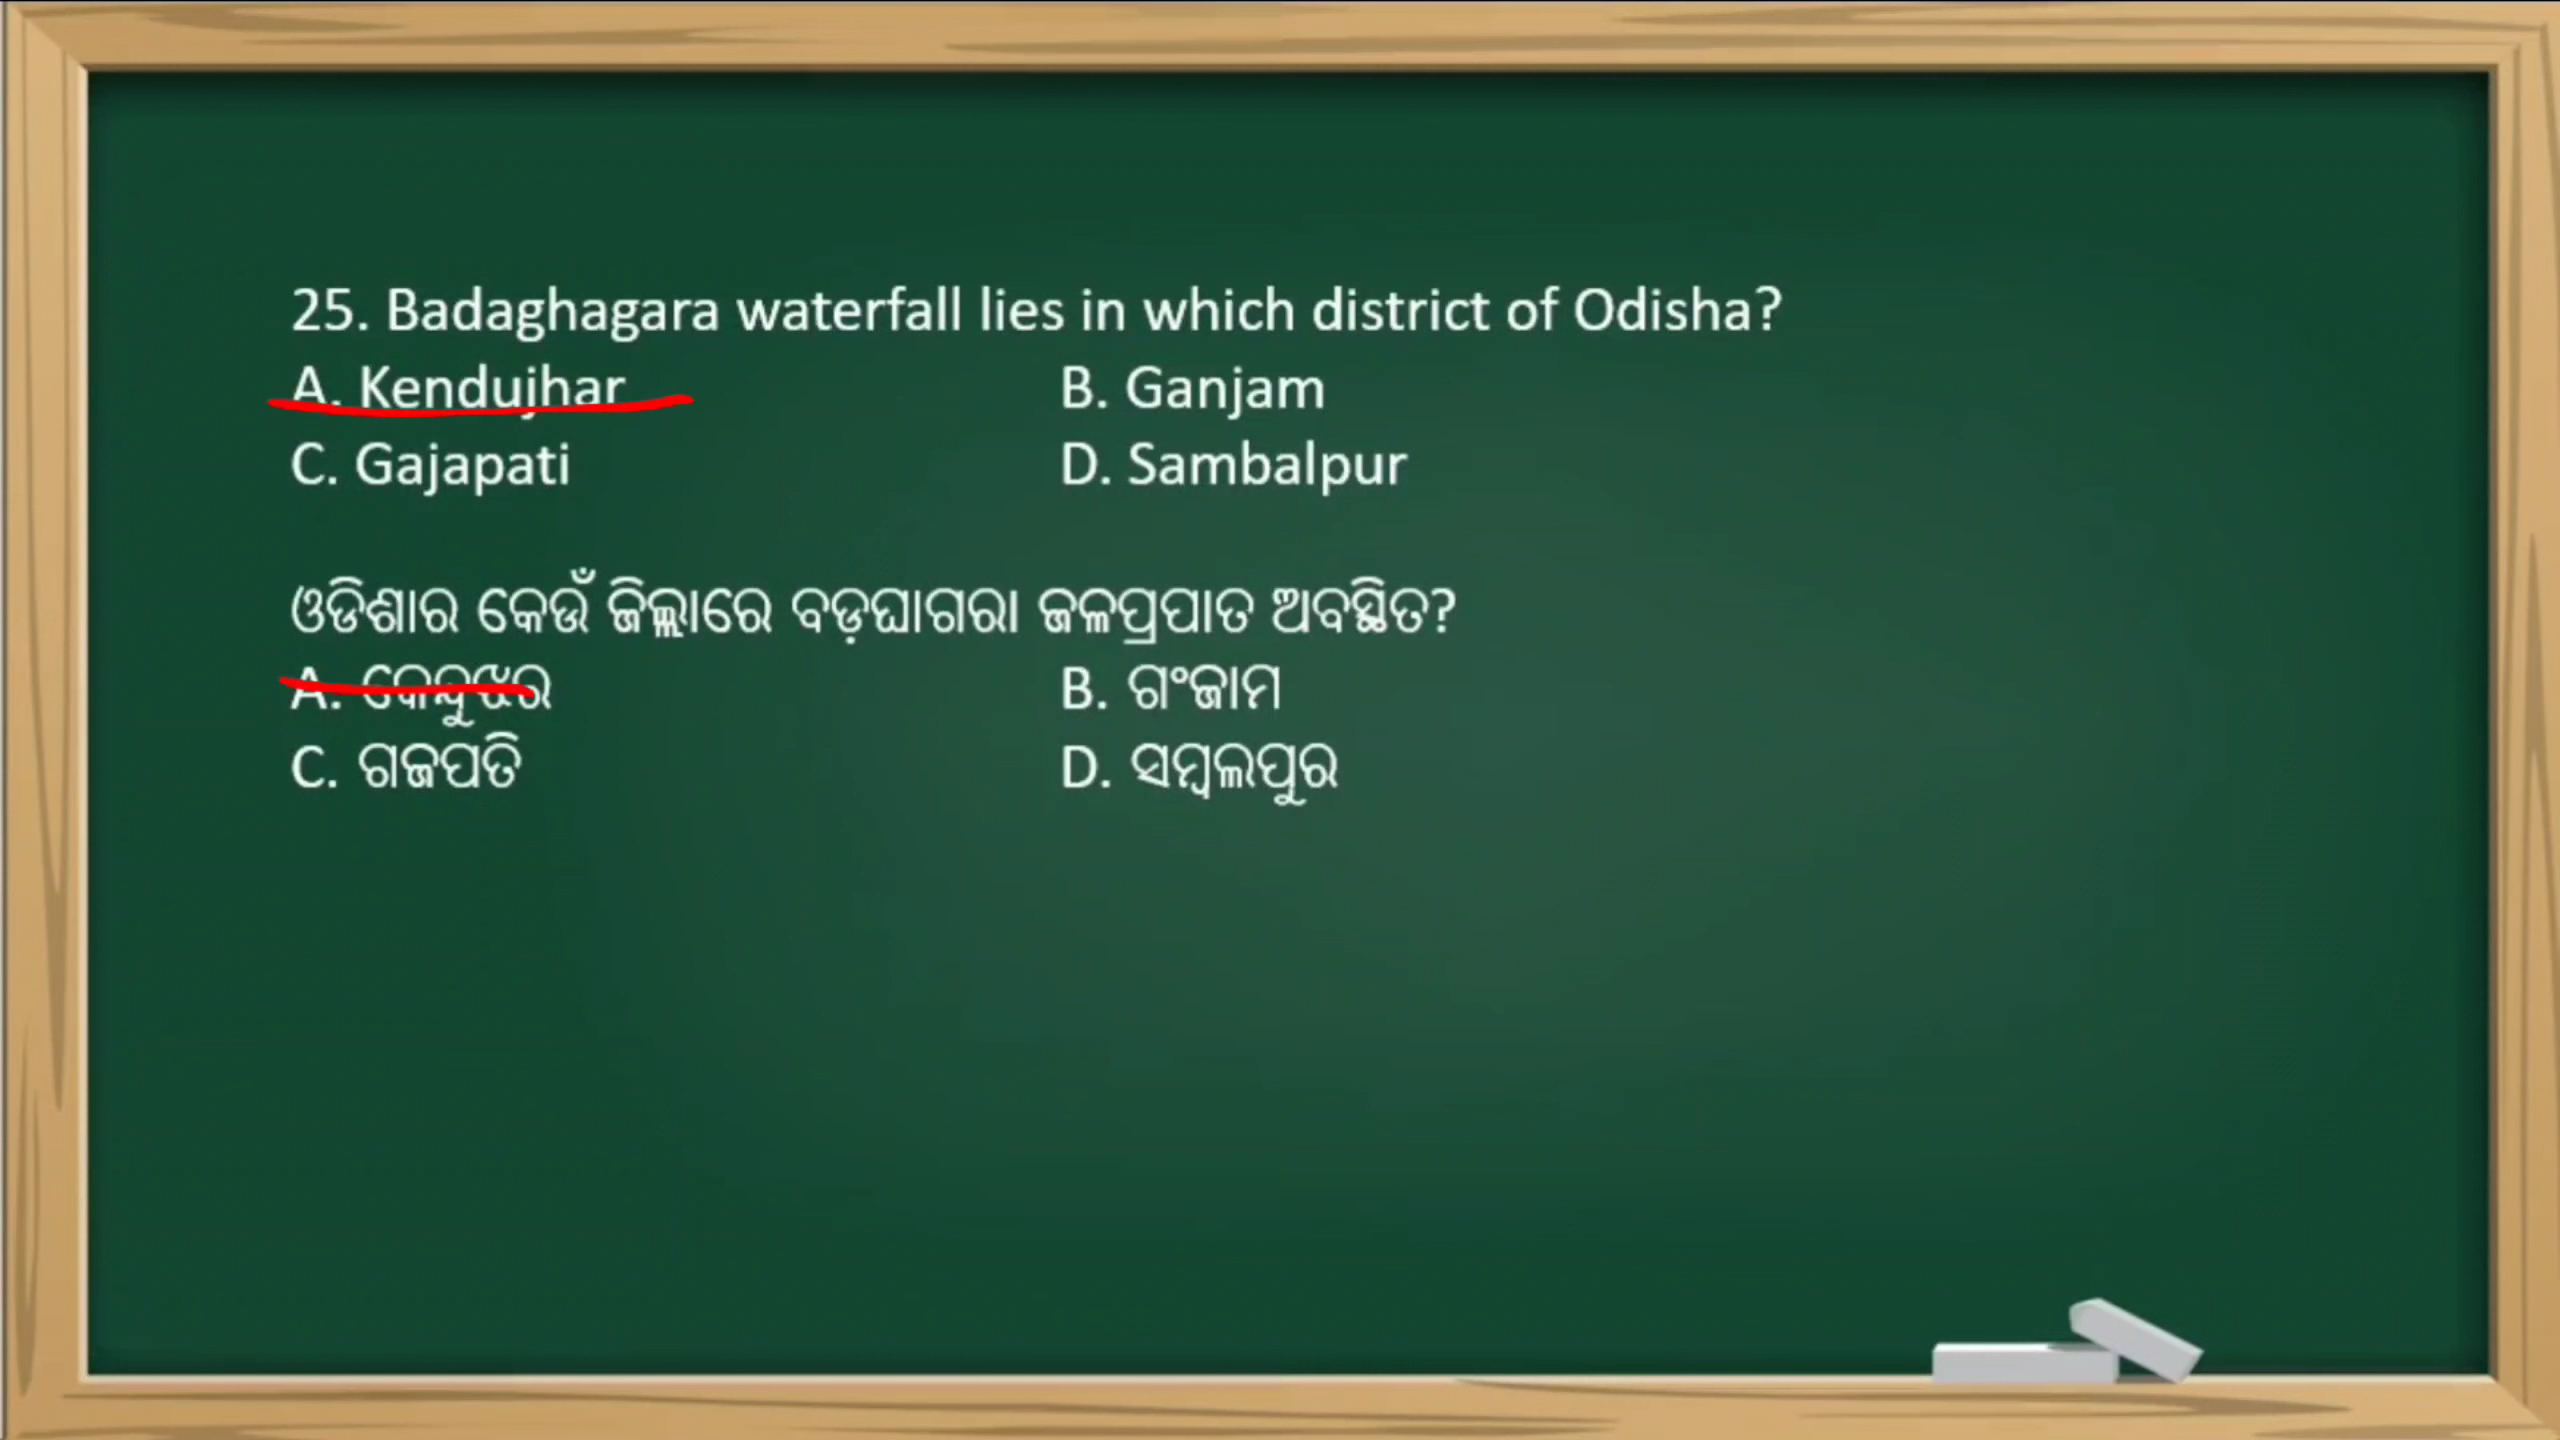 25. Badaghagara waterfall lies in which district of Odisha?
A. Kendujhar B. Ganjam
C. Gajapati D. Sambalpur
ଓଡିଶାର କେଉଁ ଜିଲ୍ଲାରେ ବଡ଼ଘାଗରା ଜଳପ୍ରପାତ ଅବସ୍ଥିତ?
A. କେନ୍ଦୁଝର B. ଗଂଜାମ
C. ଗଜପତି D. ସମ୍ବଲପୁର